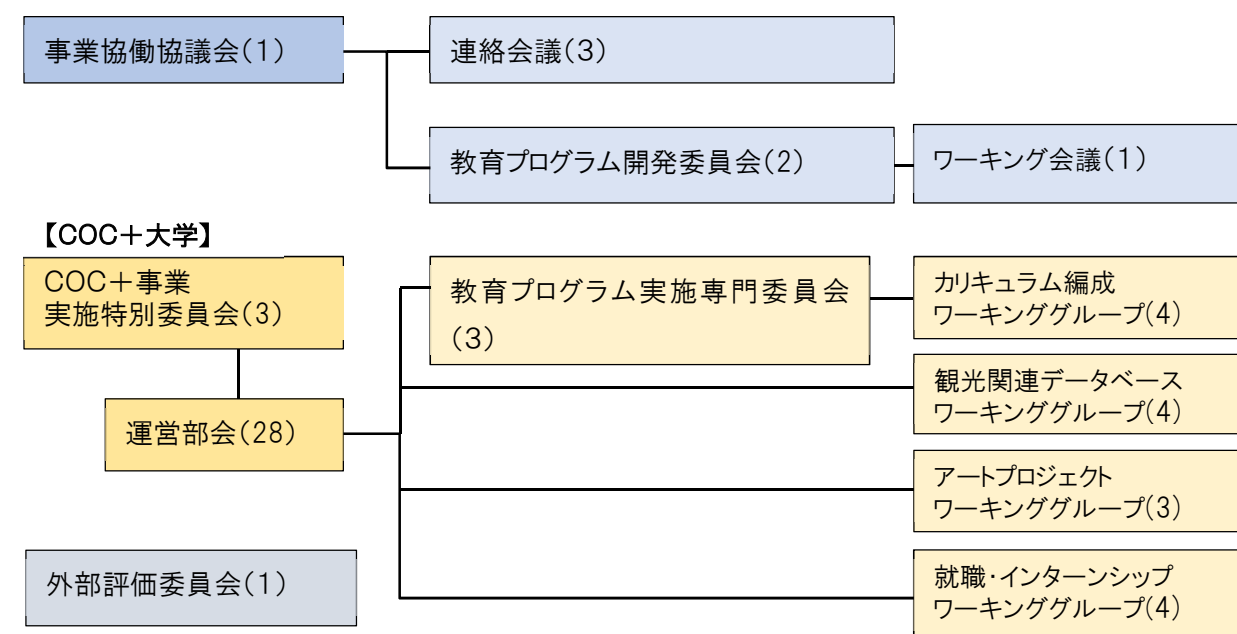 事業協働協議会(1)
連絡会議(3)
教育プログラム開発委員会(2)
ワーキング会議(1)
【COC+大学】
COC+事業
実施特別委員会(3)
教育プログラム実施専門委員会
(3)
カリキュラム編成
ワーキンググループ(4)
観光関連データベース
ワーキンググループ(4)
運営部会(28)
アートプロジェクト
ワーキンググループ(3)
外部評価委員会(1)
就職・インターンシップ
ワーキンググループ(4)